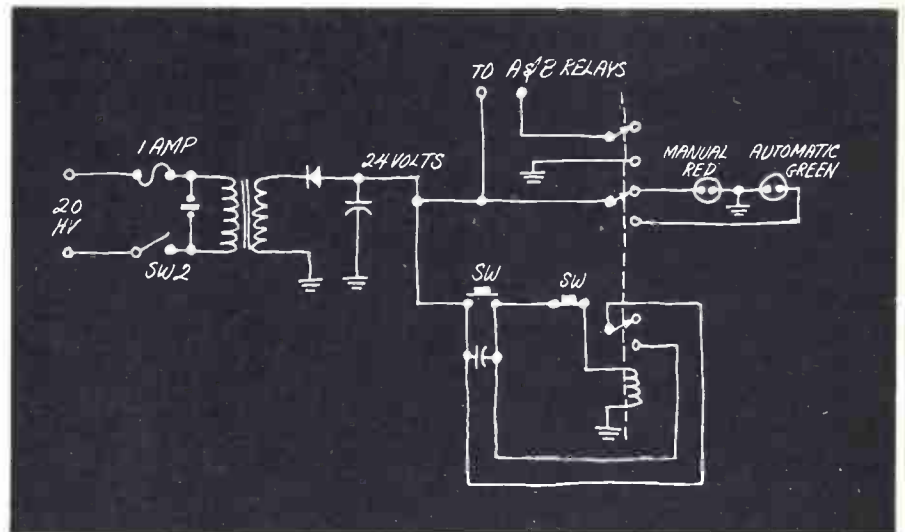 TO A&B RELAYS
1 AMP
24 VOLTS
MANUAL
RED
AUTOMATIC
GREEN
20
HV
SW2
SW
SW